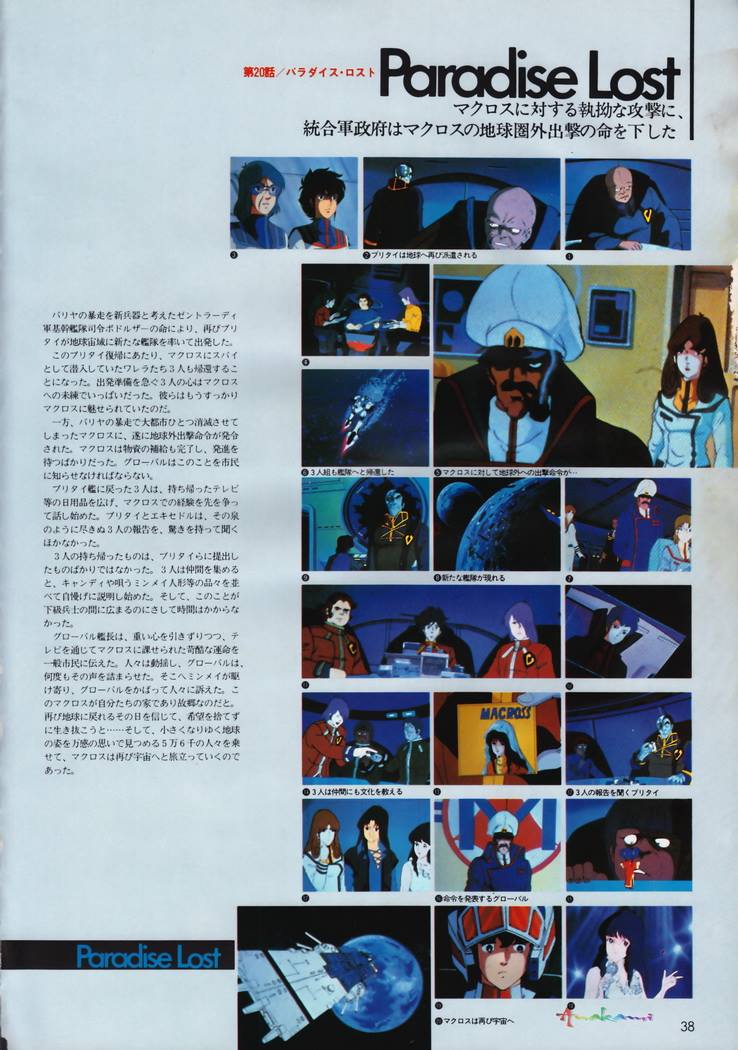 第20話／パラダイス・ロスト
Paradise Lost
マクロスに対する執拗な攻撃に、
統合軍政府はマクロスの地球圏外出撃の命を下した
❸
❷ブリタイは地球へ再び派遣される
❶
バリヤの暴走を新兵器と考えたゼントラーディ
軍基幹艦隊司令ボドルザーの命により、再びブリ
タイが地球宙域に新たな艦隊を率いて出発した。
このブリタイ復帰にあたり、マクロスにスパイ
として潜入していたワレラたち3人も帰還するこ
とになった。出発準備を急ぐ3人の心はマクロス
への未練でいっぱいだった。彼らはもうすっかり
マクロスに魅せられていたのだ。
一方、バリヤの暴走で大都市ひとつ消滅させて
しまったマクロスに、遂に地球外出撃命令が発令
された。マクロスは物資の補給も完了し、発進を
待つばかりだった。グローバルはこのことを市民
に知らせなければならない。
ブリタイ艦に戻った3人は、持ち帰ったテレビ
等の日用品を広げ、マクロスでの経験を先を争っ
て話し始めた。ブリタイとエキセドルは、その泉
のように尽きぬ3人の報告を、驚きを持って聞く
ほかなかった。
3人の持ち帰ったものは、ブリタイらに提出し
たものばかりではなかった。3人は仲間を集める
と、キャンディや唄うミンメイ人形等の品々を並
べて自慢げに説明し始めた。そして、このことが
下級兵士の間に広まるのにさして時間はかからな
かった。
グローバル艦長は、重い心を引きずりつつ、テ
レビを通じてマクロスに課せられた苛酷な運命を
一般市民に伝えた。人々は動揺し、グローバルは、
何度もその声を詰まらせた。そこへミンメイが駆
け寄り、グローバルをかばって人々に訴えた。こ
のマクロスが自分たちの家であり故郷なのだと。
再び地球に戻れるその日を信じて、希望を捨てず
に生き抜こうと……そして、小さくなりゆく地球
の姿を万感の思いで見つめる5万6千の人々を乗
せて、マクロスは再び宇宙へと旅立っていくので
あった。
❹
❻3人組も艦隊へと帰還した
❺マクロスに対して地球外への出撃命令が…
❾
❽新たな艦隊が現れる
❼
⓫
❿
MACROSS
⓮3人は仲間にも文化を教える
⓭
⓬3人の報告を聞くブリタイ
⓱
⓰命令を発表するグローバル
⓯
Paradise Lost
⓳
⓲
⓴マクロスは再び宇宙へ
Anakami
38